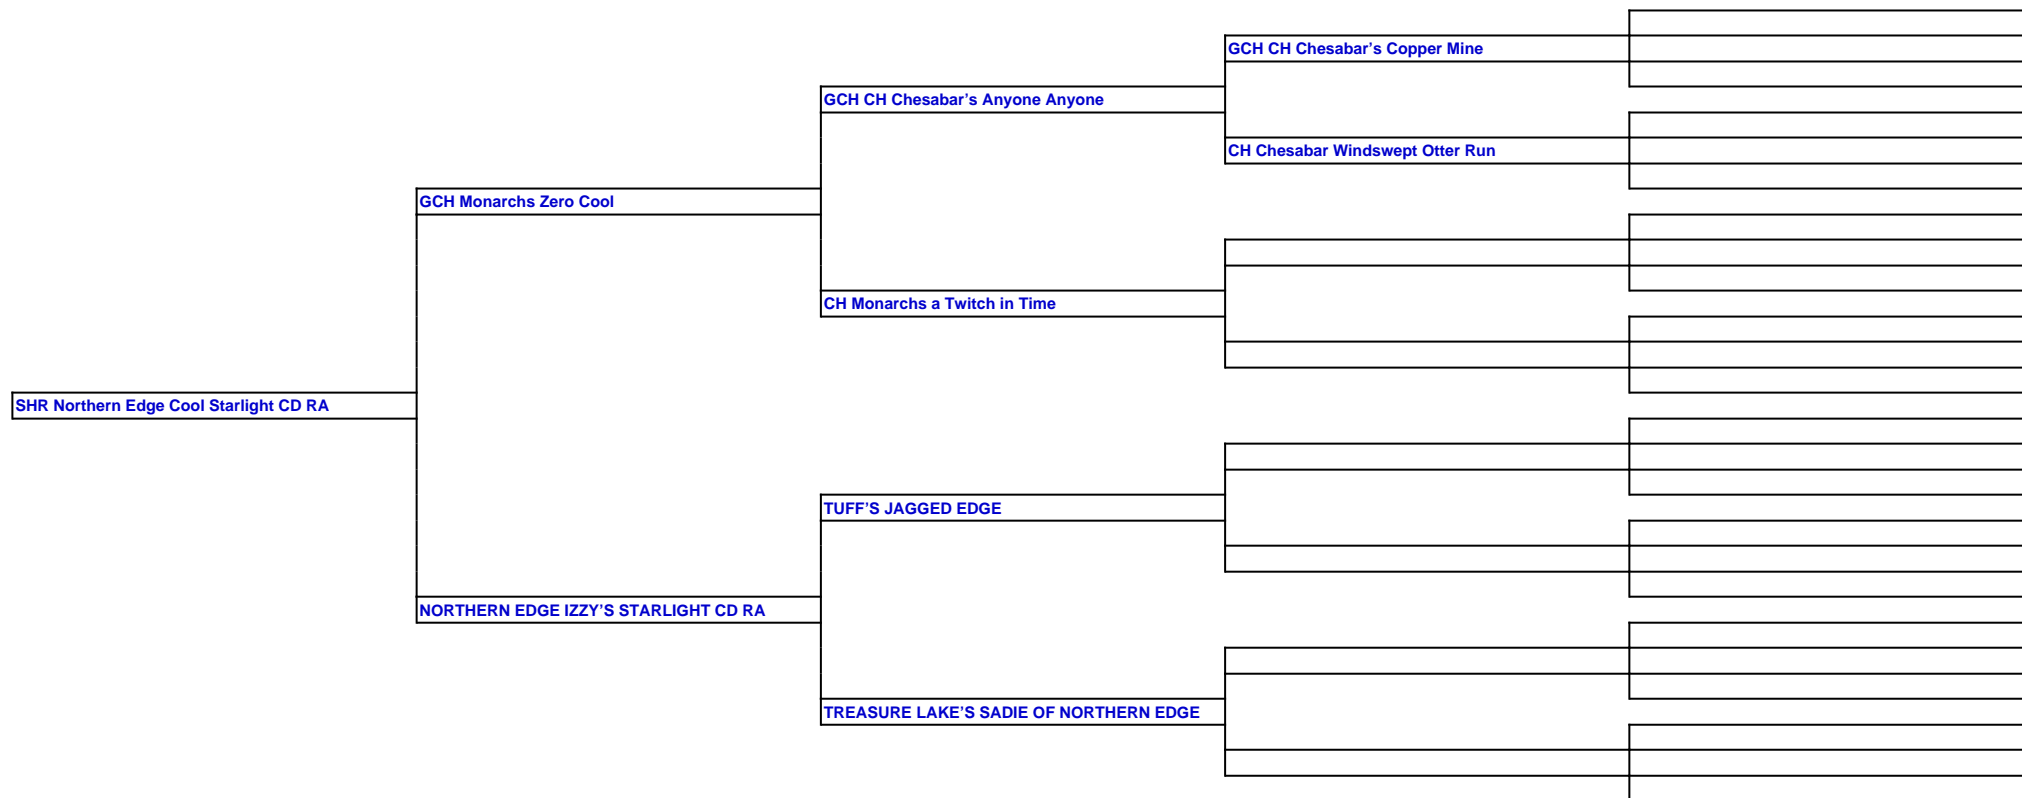 GCH CH Chesabar’s Copper Mine
GCH CH Chesabar’s Anyone Anyone
CH Chesabar Windswept Otter Run
GCH Monarchs Zero Cool
CH Monarchs a Twitch in Time
SHR Northern Edge Cool Starlight CD RA
TUFF’S JAGGED EDGE
NORTHERN EDGE IZZY’S STARLIGHT CD RA
TREASURE LAKE’S SADIE OF NORTHERN EDGE